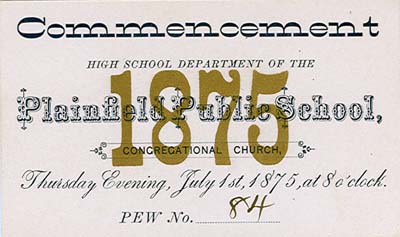 Commencement
HIGH SCHOOL DEPARTMENT OF THE
1875
Plainfield Public School,
CONGREGATIONAL CHURCH,
Thursday Evening, July 1st, 1875, at 8 o'clock.
PEW No. 84